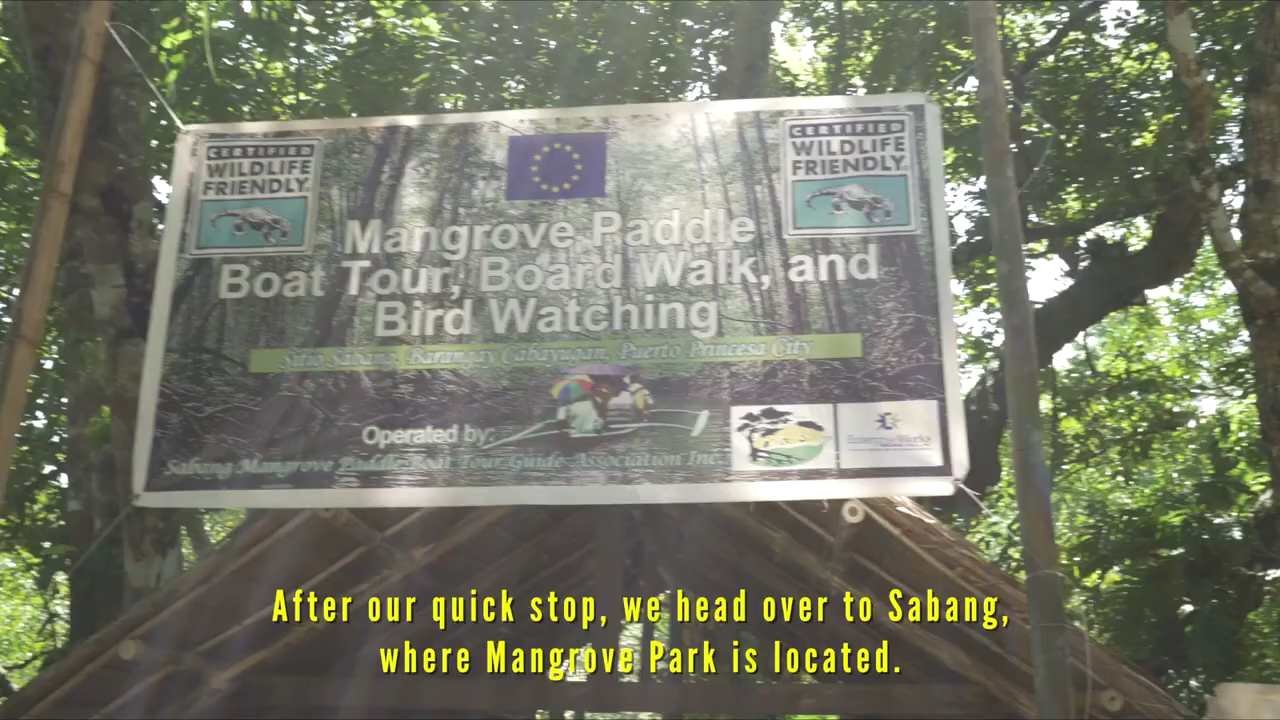 CERTIFIED
WILDLIFE
FRIENDLY
CERTIFIED
WILDLIFE
FRIENDLY
Mangrove Paddle
Boat Tour, Board Walk, and
Bird Watching
Sitio Sabang, Barangay Cabayugan, Puerto Princesa City
Operated by:
Sabang Mangrove Paddle Boat Tour Guide Association Inc.
After our quick stop, we head over to Sabang,
where Mangrove Park is located.